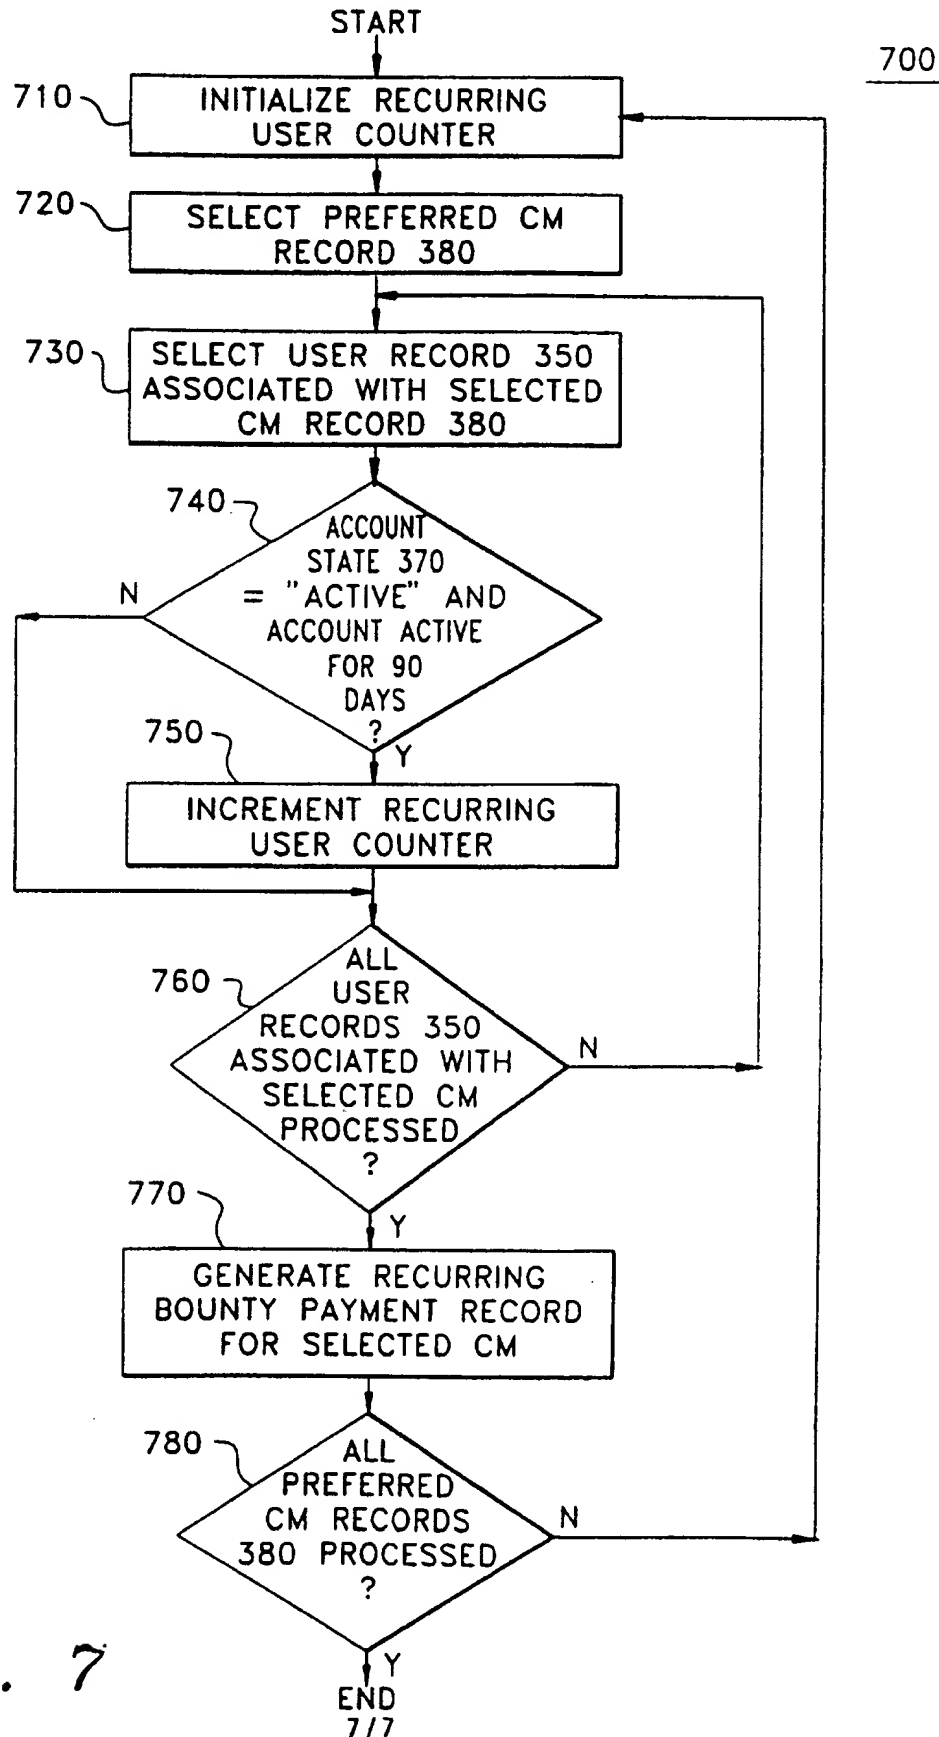 START
700
710
INITIALIZE RECURRING
USER COUNTER
720
SELECT PREFERRED CM
RECORD 380
730
SELECT USER RECORD 350
ASSOCIATED WITH SELECTED
CM RECORD 380
740
ACCOUNT
STATE 370
= "ACTIVE" AND
ACCOUNT ACTIVE
FOR 90
DAYS
?
N
Y
750
INCREMENT RECURRING
USER COUNTER
760
ALL
USER
RECORDS 350
ASSOCIATED WITH
SELECTED CM
PROCESSED
?
N
Y
770
GENERATE RECURRING
BOUNTY PAYMENT RECORD
FOR SELECTED CM
780
ALL
PREFERRED
CM RECORDS
380 PROCESSED
?
N
Y
END
. 7
7/7